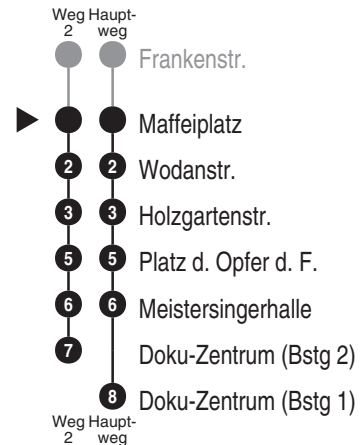 Weg Haupt-
2 weg
Frankenstr.
Maffeiplatz
2 2 Wodanstr.
3 3 Holzgartenstr.
5 5 Platz d. Opfer d. F.
6 6 Meistersingerhalle
7 Doku-Zentrum (Bstg 2)
8 Doku-Zentrum (Bstg 1)
Weg Haupt-
2 weg